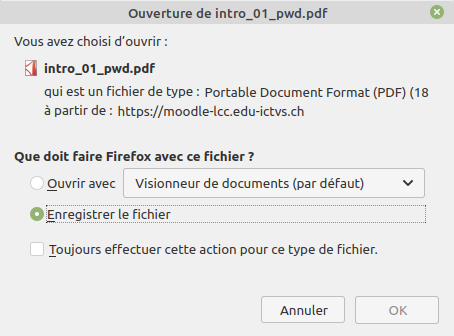 Ouverture de intro_01_pwd.pdf
Vous avez choisi d’ouvrir :
intro_01_pwd.pdf
qui est un fichier de type : Portable Document Format (PDF) (18
à partir de : https://moodle-lcc.edu-ictvs.ch
Que doit faire Firefox avec ce fichier ?
Ouvrir avec Visionneur de documents (par défaut)
Enregistrer le fichier
Toujours effectuer cette action pour ce type de fichier.
Annuler OK